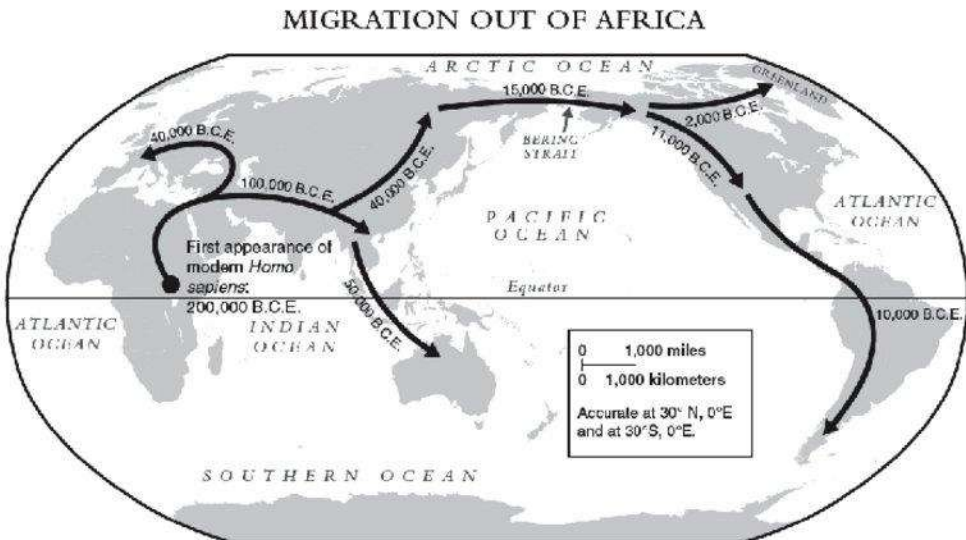 MIGRATION OUT OF AFRICA
ARCTIC OCEAN
GREENLAND
15,000 B.C.E.
2,000 B.C.E.
BERING
STRAIT
11,000 B.C.E.
40,000 B.C.E.
100,000 B.C.E.
40,000 B.C.E.
ATLANTIC
OCEAN
PACIFIC
OCEAN
First appearance of
modern Homo
sapiens:
200,000 B.C.E.
50,000 B.C.E.
Equator
ATLANTIC
OCEAN
INDIAN
OCEAN
10,000 B.C.E.
0 1,000 miles
0 1,000 kilometers
Accurate at 30° N, 0°E
and at 30°S, 0°E.
SOUTHERN OCEAN